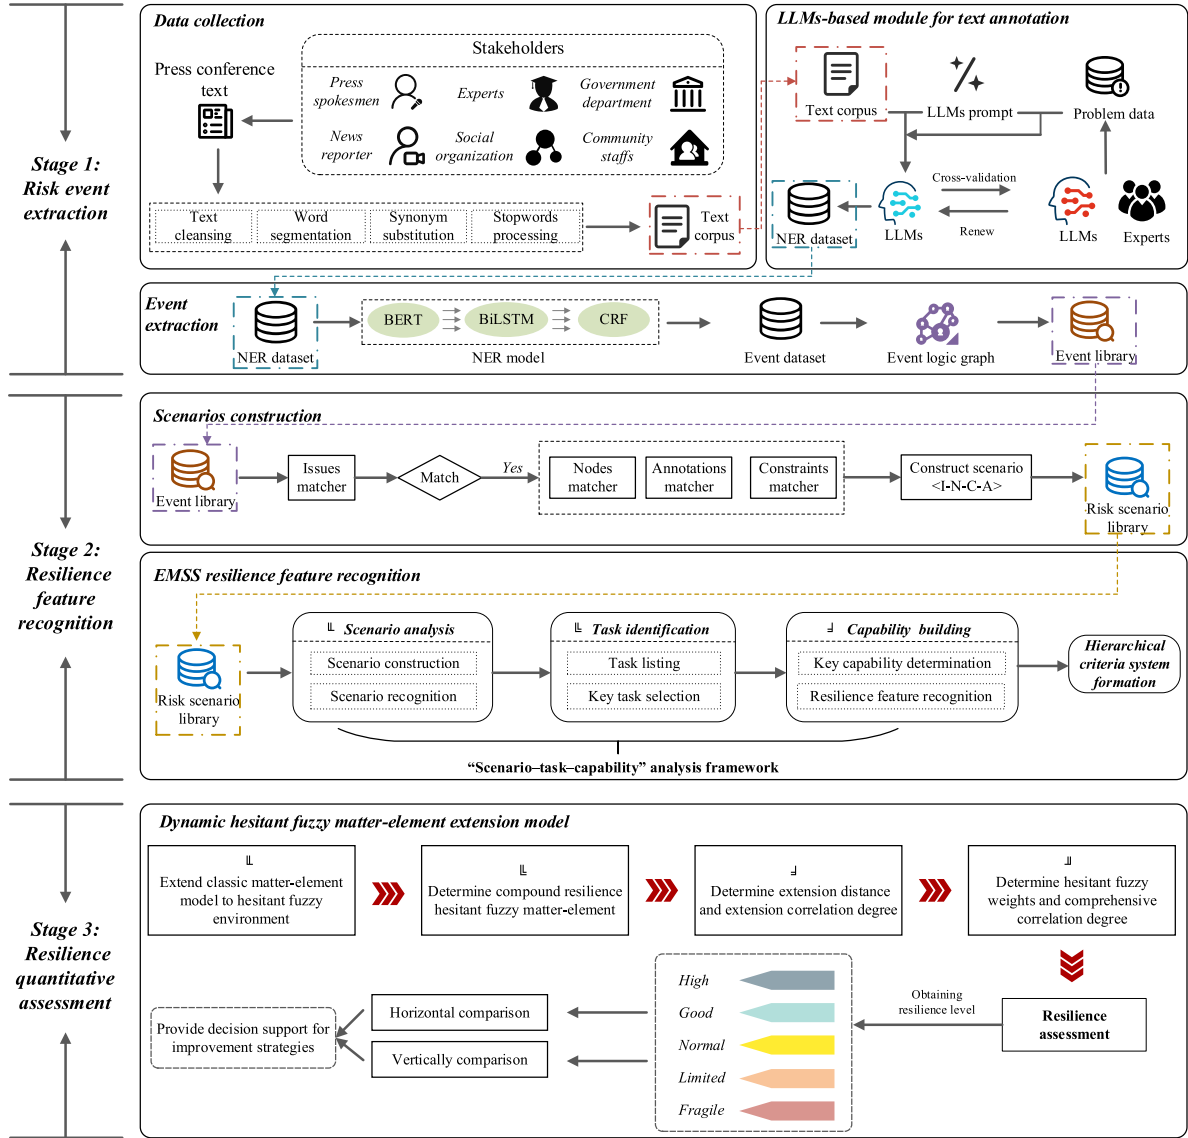 Data collection
Stakeholders
Press conference
text
Press
spokesmen
Experts
Government
department
News
reporter
Social
organization
Community
staffs
Text
cleansing
Word
segmentation
Synonym
substitution
Stopwords
processing
Text
corpus
LLMs-based module for text annotation
Text corpus
LLMs prompt
Problem data
Cross-validation
Renew
NER dataset
LLMs
LLMs
Experts
Stage 1:
Risk event
extraction
Event
extraction
NER dataset
BERT
BiLSTM
CRF
NER model
Event dataset
Event logic graph
Event library
Scenarios construction
Event library
Issues
matcher
Match
Yes
Nodes
matcher
Annotations
matcher
Constraints
matcher
Construct scenario
<I-N-C-A>
Risk scenario
library
Stage 2:
Resilience
feature
recognition
EMSS resilience feature recognition
Risk scenario
library
╙ Scenario analysis
Scenario construction
Scenario recognition
╚ Task identification
Task listing
Key task selection
╛ Capability building
Key capability determination
Resilience feature recognition
Hierarchical
criteria system
formation
“Scenario–task–capability” analysis framework
Stage 3:
Resilience
quantitative
assessment
Dynamic hesitant fuzzy matter-element extension model
╙
Extend classic matter-element
model to hesitant fuzzy
environment
╚
Determine compound resilience
hesitant fuzzy matter-element
╛
Determine extension distance
and extension correlation degree
╜
Determine hesitant fuzzy
weights and comprehensive
correlation degree
Resilience
assessment
Obtaining
resilience level
High
Good
Normal
Limited
Fragile
Horizontal comparison
Vertically comparison
Provide decision support for
improvement strategies